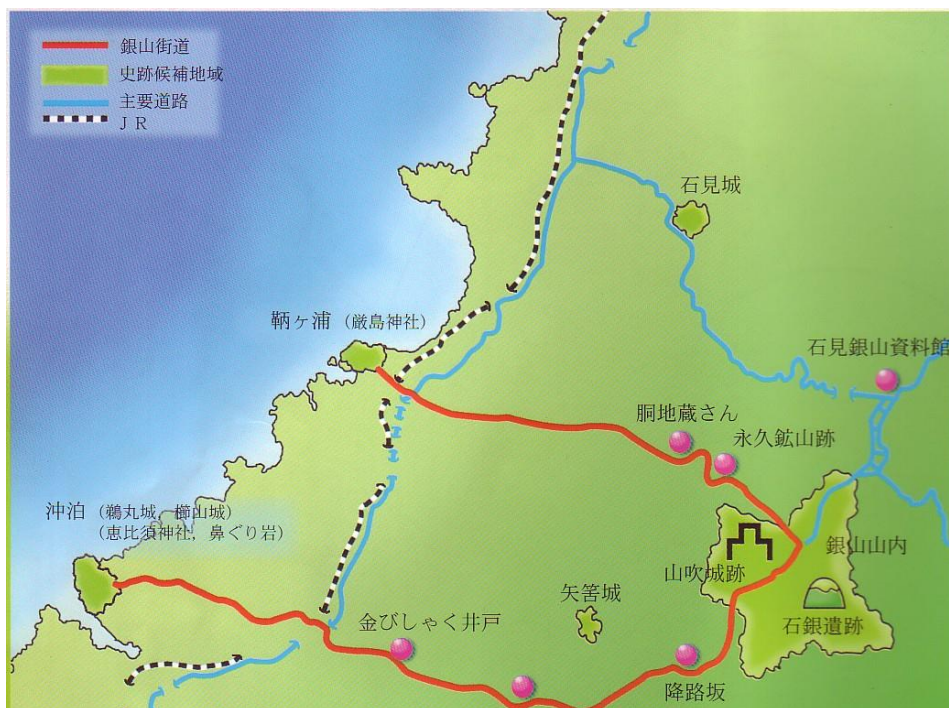 銀山街道
史跡候補地域
主要道路
JR
石見城
鞆ヶ浦(厳島神社)
石見銀山資料館
胴地蔵さん
永久鉱山跡
沖泊(鵜丸城,櫛山城)
(恵比須神社,鼻ぐり岩)
銀山山内
山吹城跡
矢筈城
石銀遺跡
金びしゃく井戸
降路坂